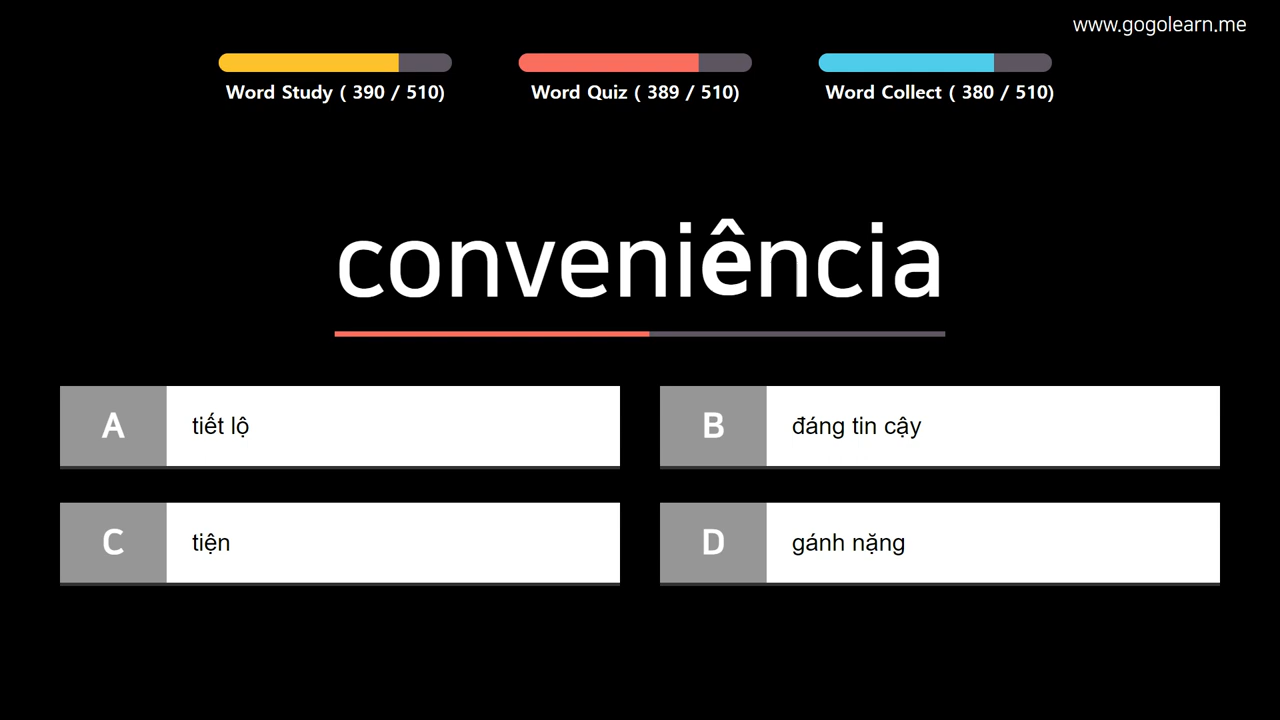 www.gogolearn.me
Word Study ( 390 / 510)
Word Quiz ( 389 / 510)
Word Collect ( 380 / 510)
conveniência
A tiết lộ
B đáng tin cậy
C tiện
D gánh nặng